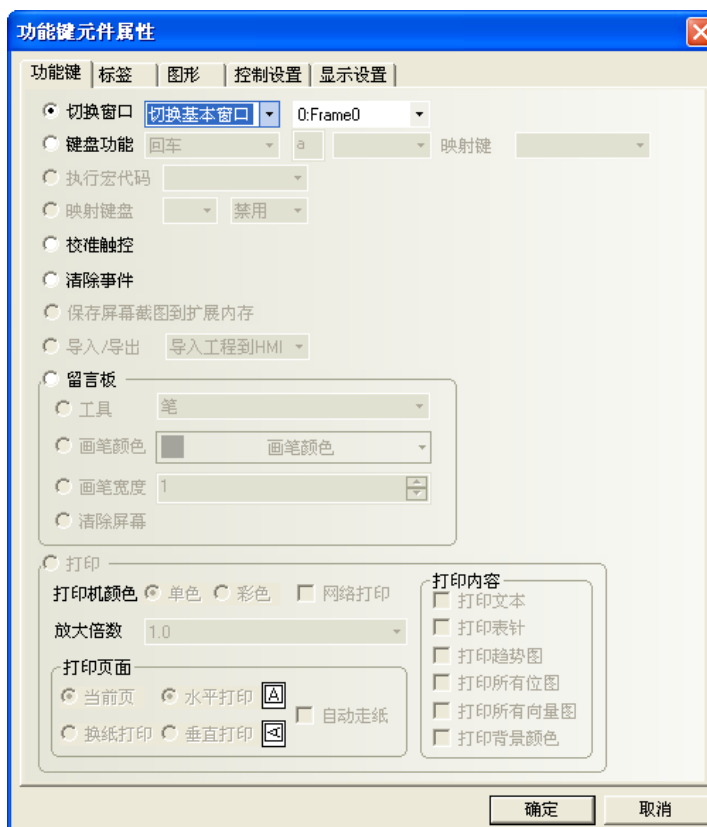 功能键元件属性
功能键 标签 图形 控制设置 显示设置
切换窗口 切换基本窗口 0:Frame0
键盘功能 回车 a 映射键
执行宏代码
映射键盘 禁用
校准触控
清除事件
保存屏幕截图到扩展内存
导入/导出 导入工程到HMI
留言板
工具 笔
画笔颜色 画笔颜色
画笔宽度 1
清除屏幕
打印
打印机颜色 单色 彩色 网络打印
放大倍数 1.0
打印页面
当前页 水平打印 A
换纸打印 垂直打印 A
自动走纸
打印内容
打印文本
打印表针
打印趋势图
打印所有位图
打印所有向量图
打印背景颜色
确定 取消